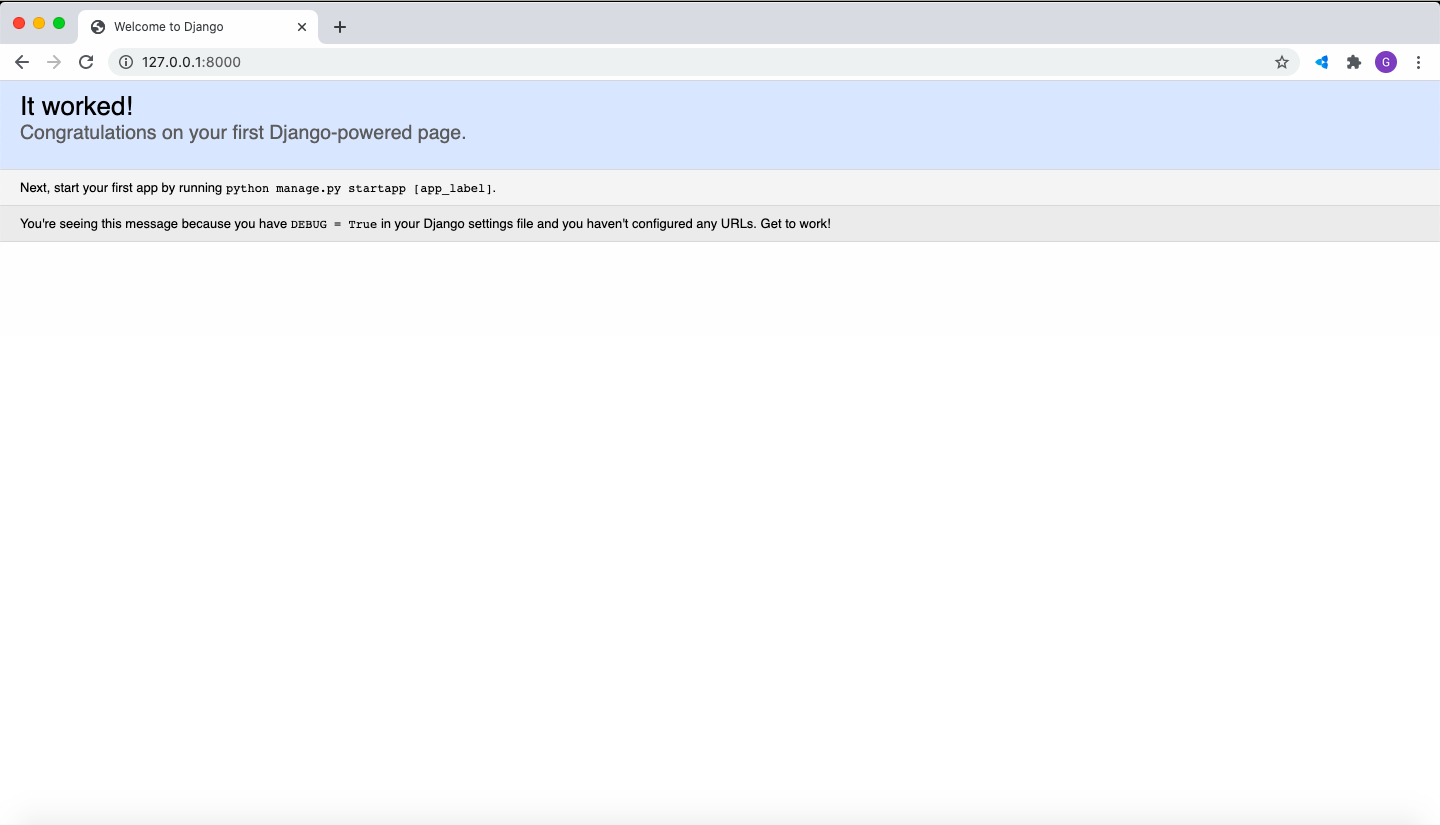 Welcome to Django
127.0.0.1:8000
G
It worked!
Congratulations on your first Django-powered page.
Next, start your first app by running python manage.py startapp [app_label].
You're seeing this message because you have DEBUG = True in your Django settings file and you haven't configured any URLs. Get to work!